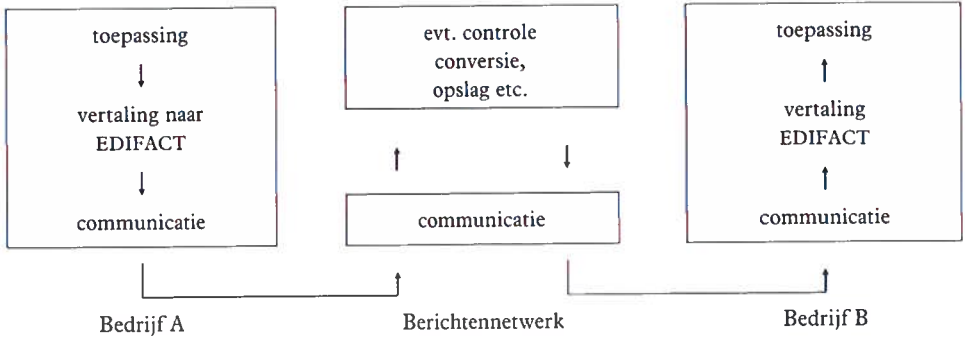 toepassing
vertaling naar
EDIFACT
communicatie
Bedrijf A
evt. controle
conversie,
opslag etc.
communicatie
Berichtennetwerk
toepassing
vertaling
EDIFACT
communicatie
Bedrijf B